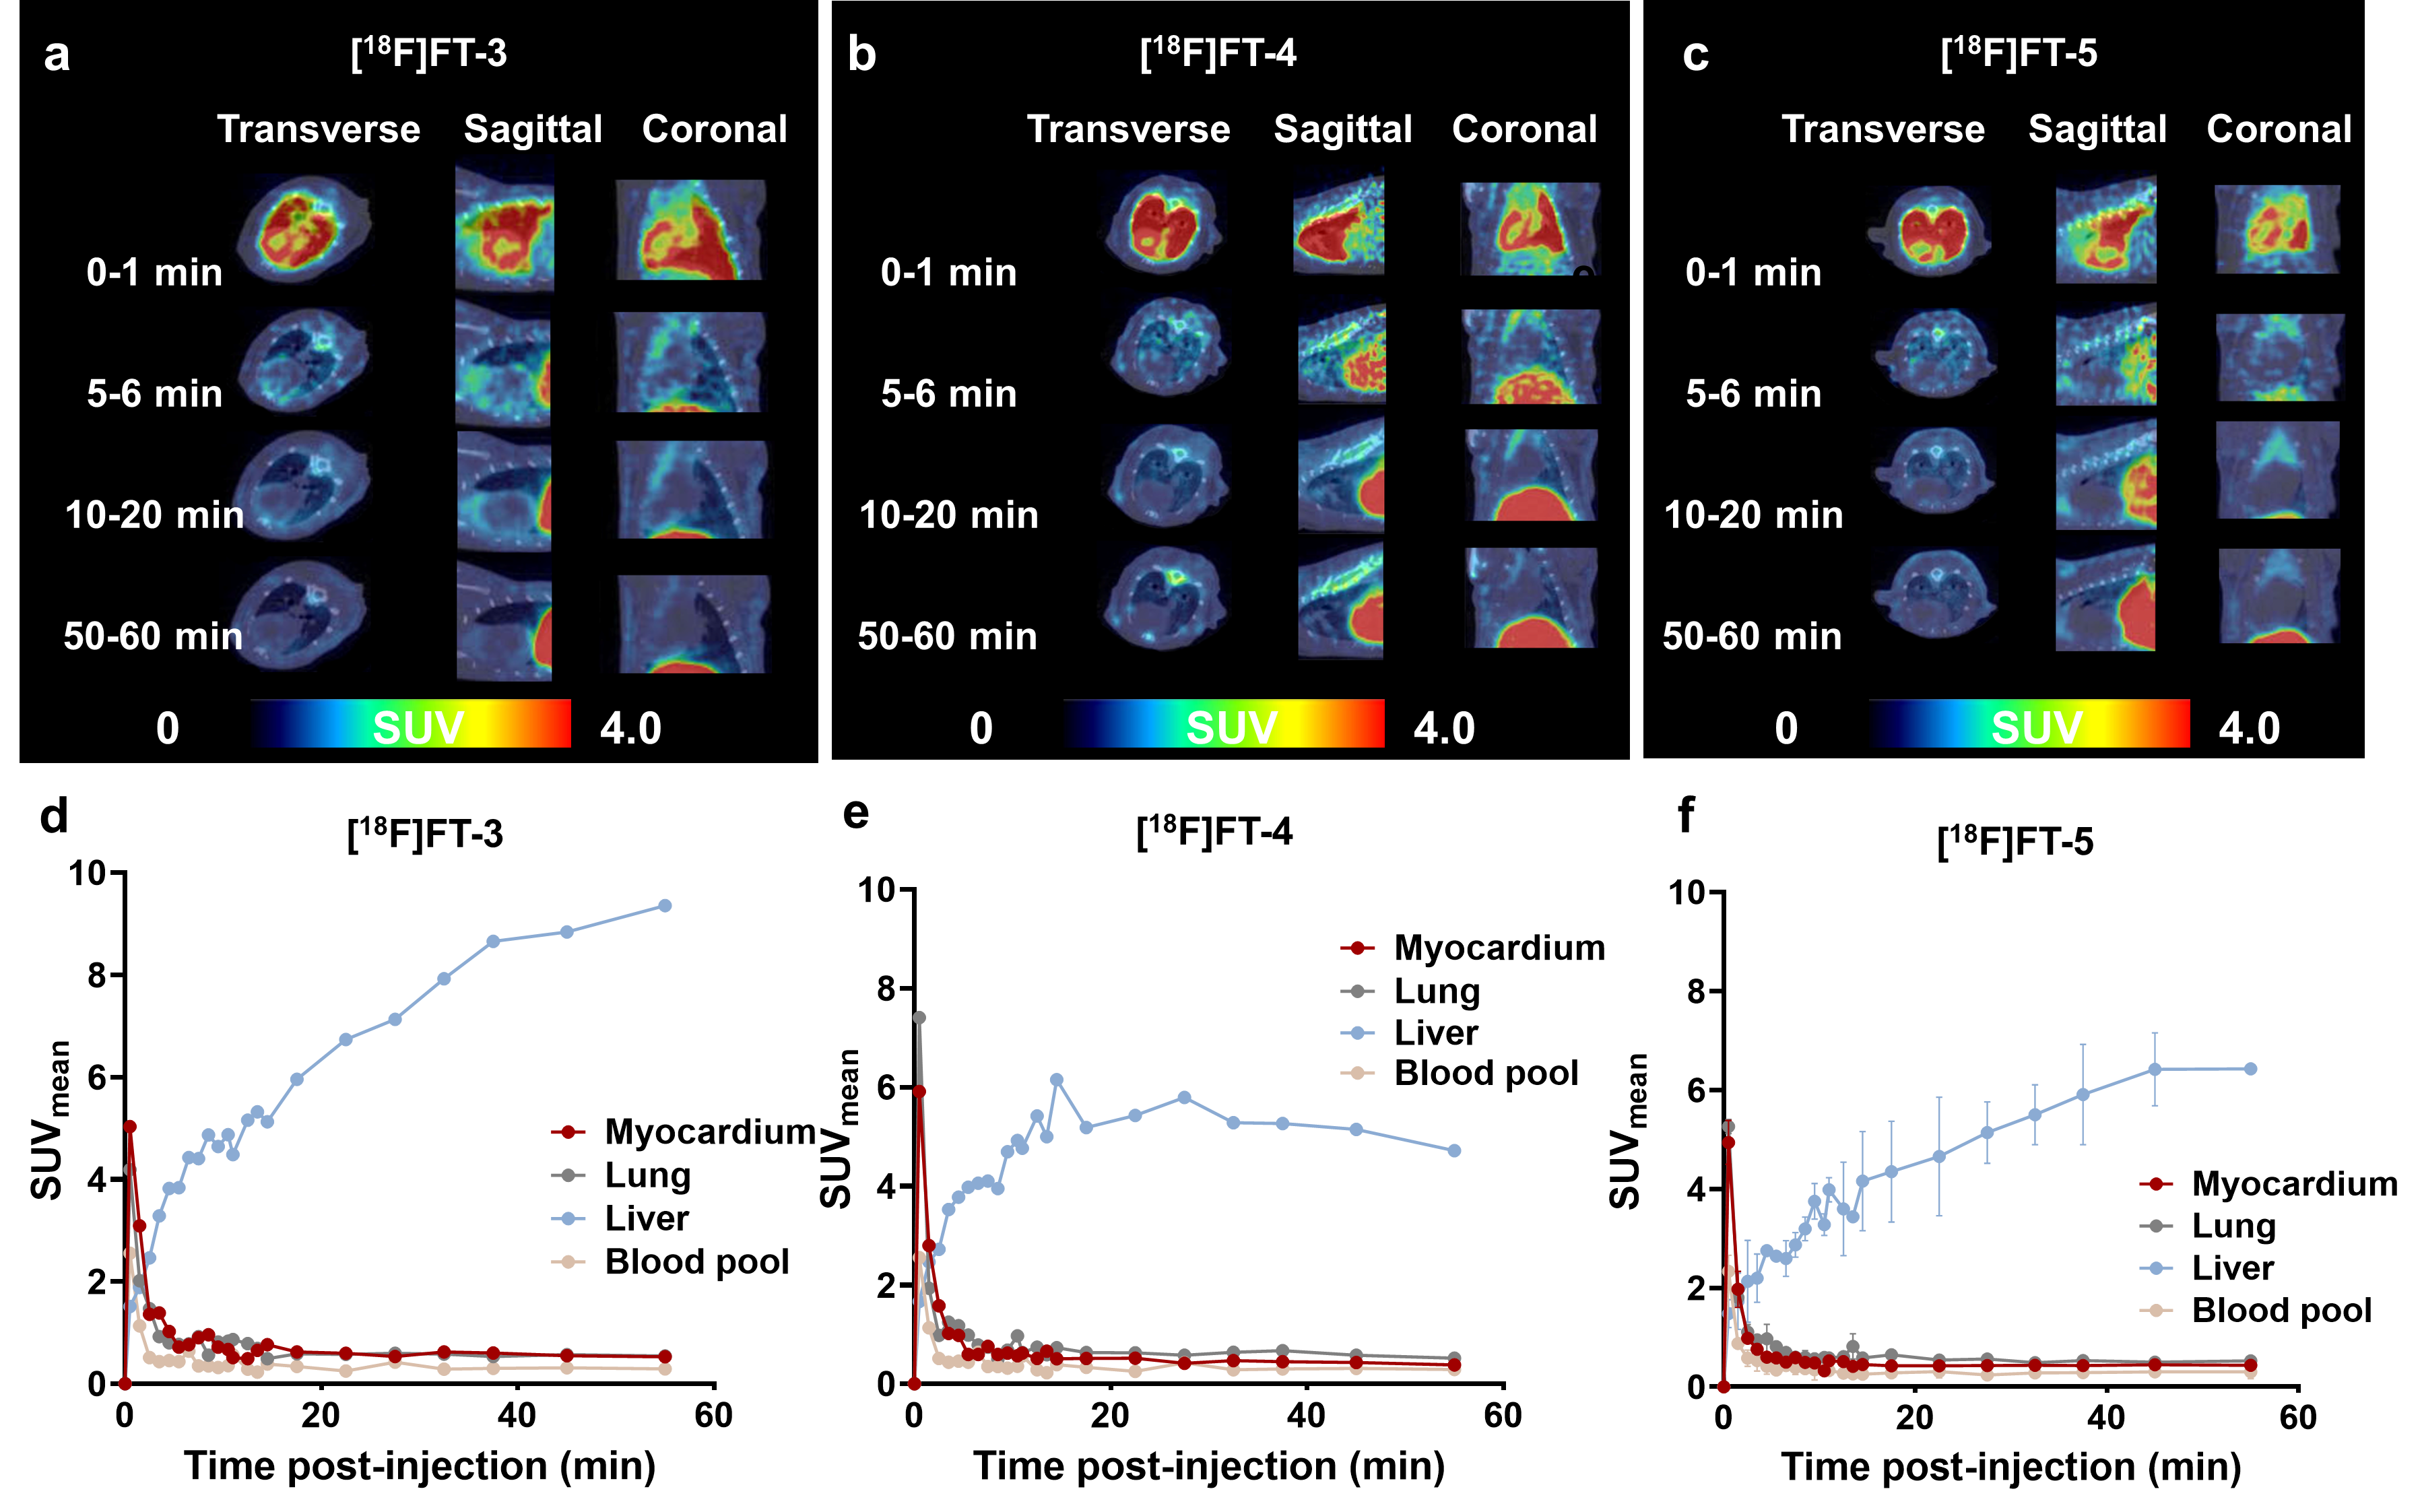 a
[18F]FT-3
Transverse Sagittal Coronal
0-1 min
5-6 min
10-20 min
50-60 min
0 SUV 4.0
b
[18F]FT-4
Transverse Sagittal Coronal
0-1 min
5-6 min
10-20 min
50-60 min
0 SUV 4.0
c
[18F]FT-5
Transverse Sagittal Coronal
0-1 min
5-6 min
10-20 min
50-60 min
0 SUV 4.0
d
[18F]FT-3
SUVmean
10
8
6
4
2
0
Myocardium
Lung
Liver
Blood pool
0 20 40 60
Time post-injection (min)
e
[18F]FT-4
SUVmean
10
8
6
4
2
0
Myocardium
Lung
Liver
Blood pool
0 20 40 60
Time post-injection (min)
f
[18F]FT-5
SUVmean
10
8
6
4
2
0
Myocardium
Lung
Liver
Blood pool
0 20 40 60
Time post-injection (min)